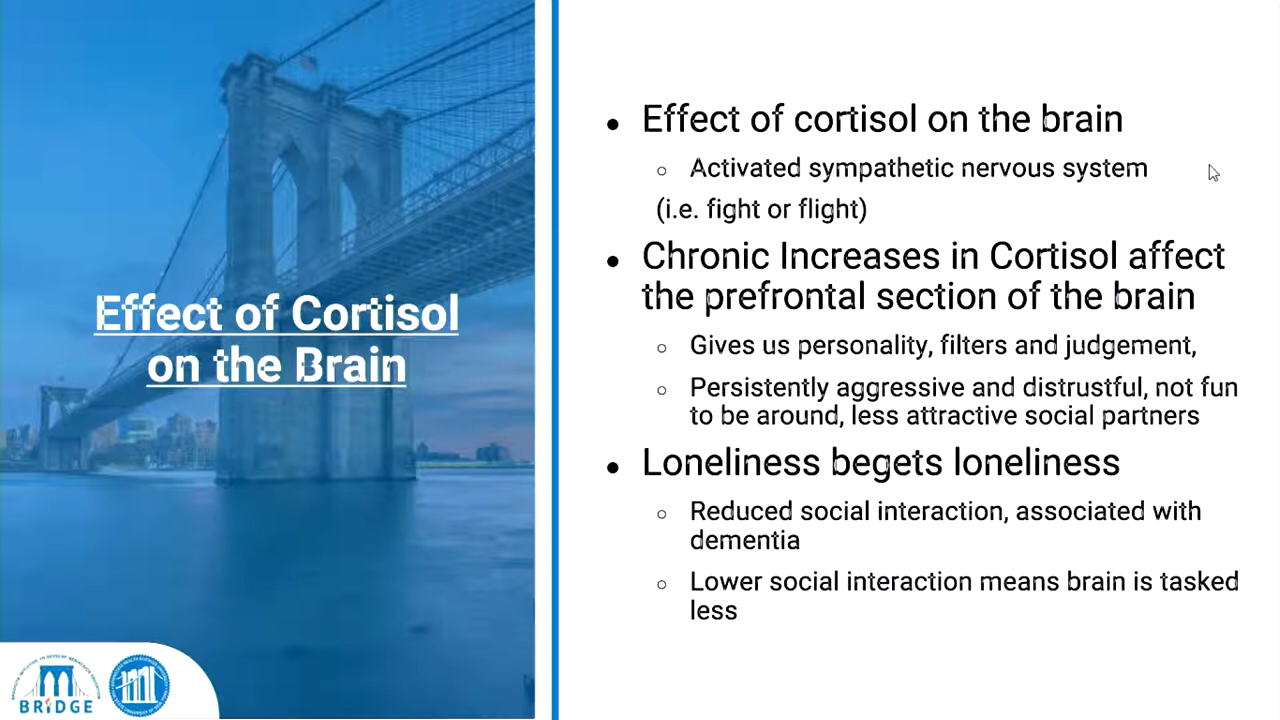 Effect of Cortisol
on the Brain
• Effect of cortisol on the brain
○ Activated sympathetic nervous system
(i.e. fight or flight)
• Chronic Increases in Cortisol affect
the prefrontal section of the brain
○ Gives us personality, filters and judgement,
○ Persistently aggressive and distrustful, not fun
to be around, less attractive social partners
• Loneliness begets loneliness
○ Reduced social interaction, associated with
dementia
○ Lower social interaction means brain is tasked
less
BRIDGE